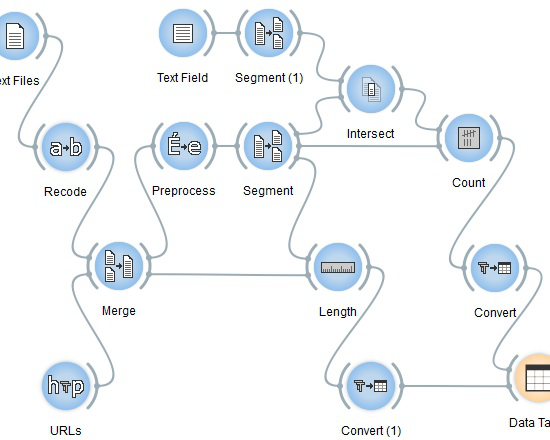 ext Files
Text Field
Segment (1)
Intersect
a→b
É→e
Recode
Preprocess
Segment
Count
Merge
Length
Convert
http
URLs
Convert (1)
Data Ta